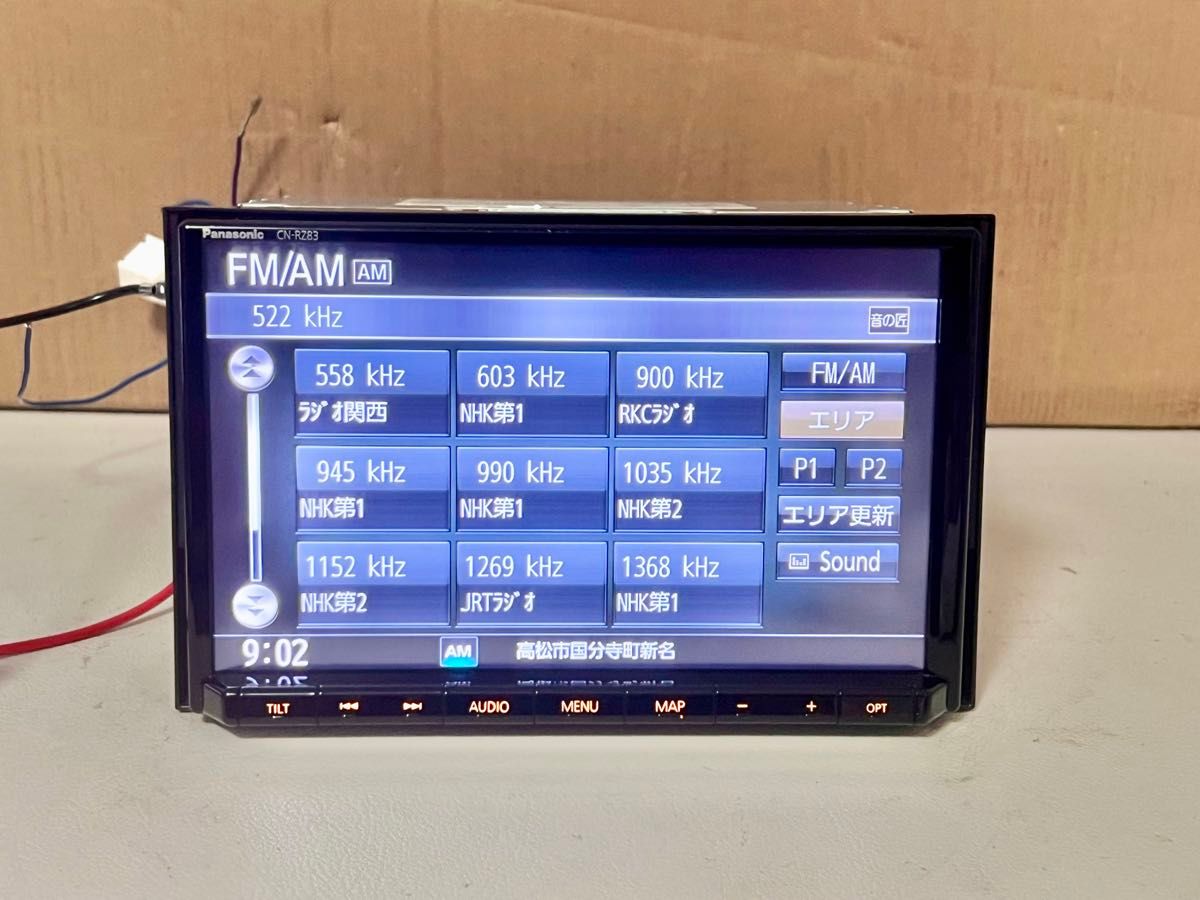 Panasonic CN-RZ83
FM/AM AM
522 kHz 音の匠
558 kHz 603 kHz 900 kHz FM/AM
ラジオ関西 NHK第1 RKCラジオ エリア
945 kHz 990 kHz 1035 kHz P1 P2
NHK第1 NHK第1 NHK第2 エリア更新
1152 kHz 1269 kHz 1368 kHz Sound
NHK第2 JRTラジオ NHK第1
9:02 AM 高松市国分寺町新名
TILT AUDIO MENU MAP - + OPT